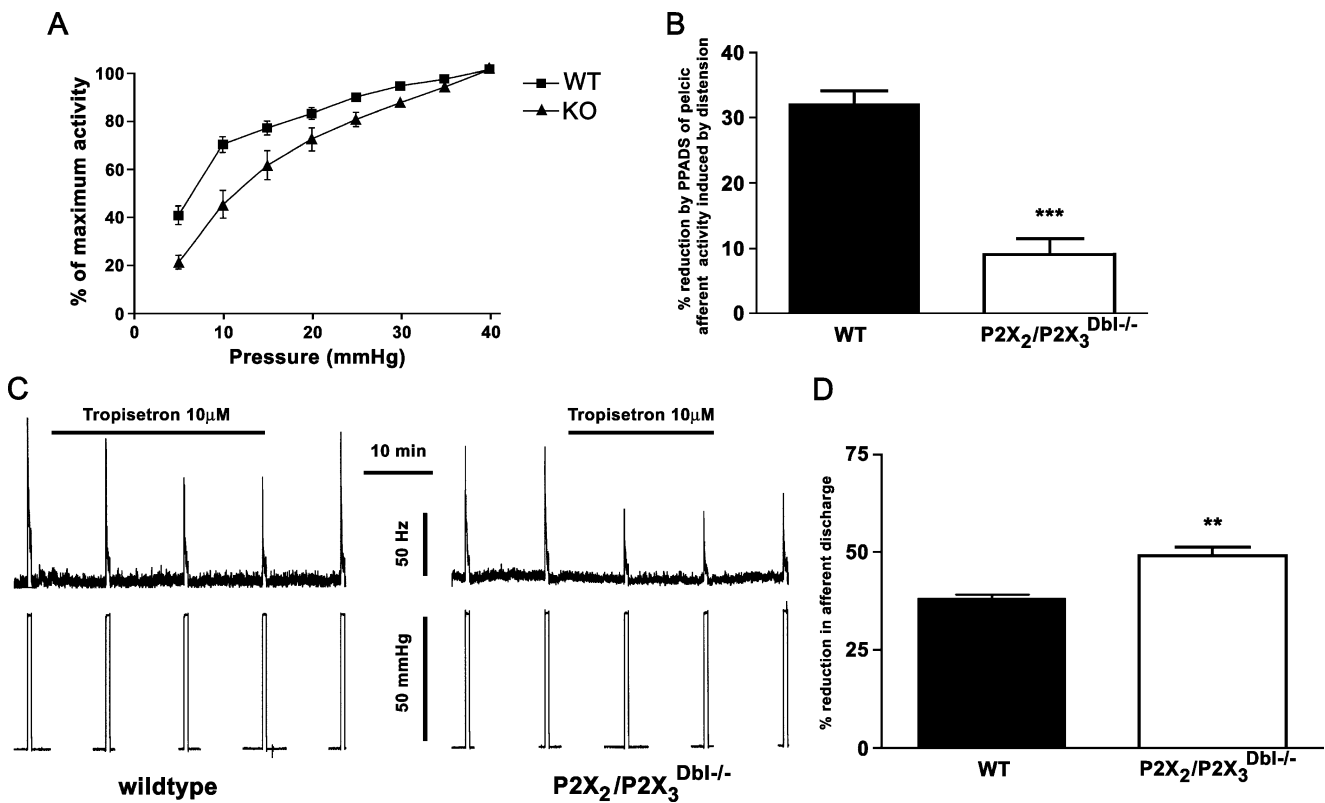 A
% of maximum activity
100
80
60
40
20
0
0
10
20
30
40
Pressure (mmHg)
WT
KO
B
% reduction by PPADS of pelcic
afferent activity induced by distension
40
30
20
10
0
***
WT
P2X2/P2X3Dbl-/-
C
Tropisetron 10µM
10 min
Tropisetron 10µM
50 Hz
50 mmHg
wildtype
P2X2/P2X3Dbl-/-
D
% reduction in afferent discharge
75
50
25
0
**
WT
P2X2/P2X3Dbl-/-